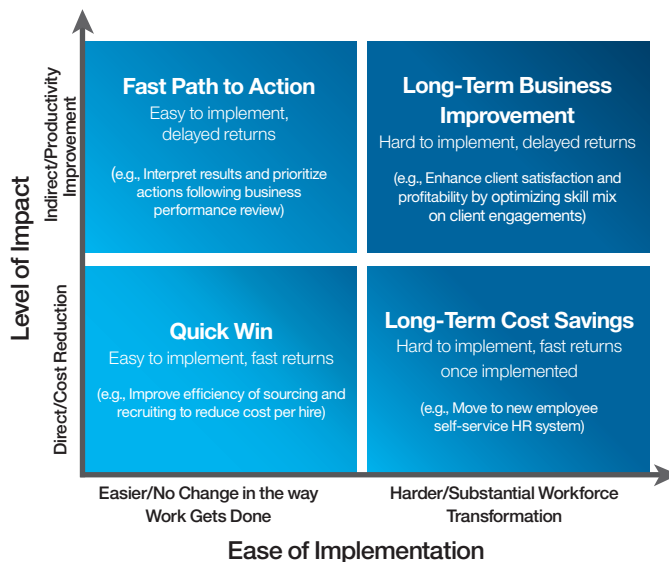 Level of Impact
Indirect/Productivity
Improvement
Direct/Cost Reduction
Fast Path to Action
Easy to implement,
delayed returns
(e.g., Interpret results and prioritize
actions following business
performance review)
Long-Term Business
Improvement
Hard to implement, delayed returns
(e.g., Enhance client satisfaction and
profitability by optimizing skill mix
on client engagements)
Quick Win
Easy to implement, fast returns
(e.g., Improve efficiency of sourcing and
recruiting to reduce cost per hire)
Long-Term Cost Savings
Hard to implement, fast returns
once implemented
(e.g., Move to new employee
self-service HR system)
Easier/No Change in the way
Work Gets Done
Harder/Substantial Workforce
Transformation
Ease of Implementation